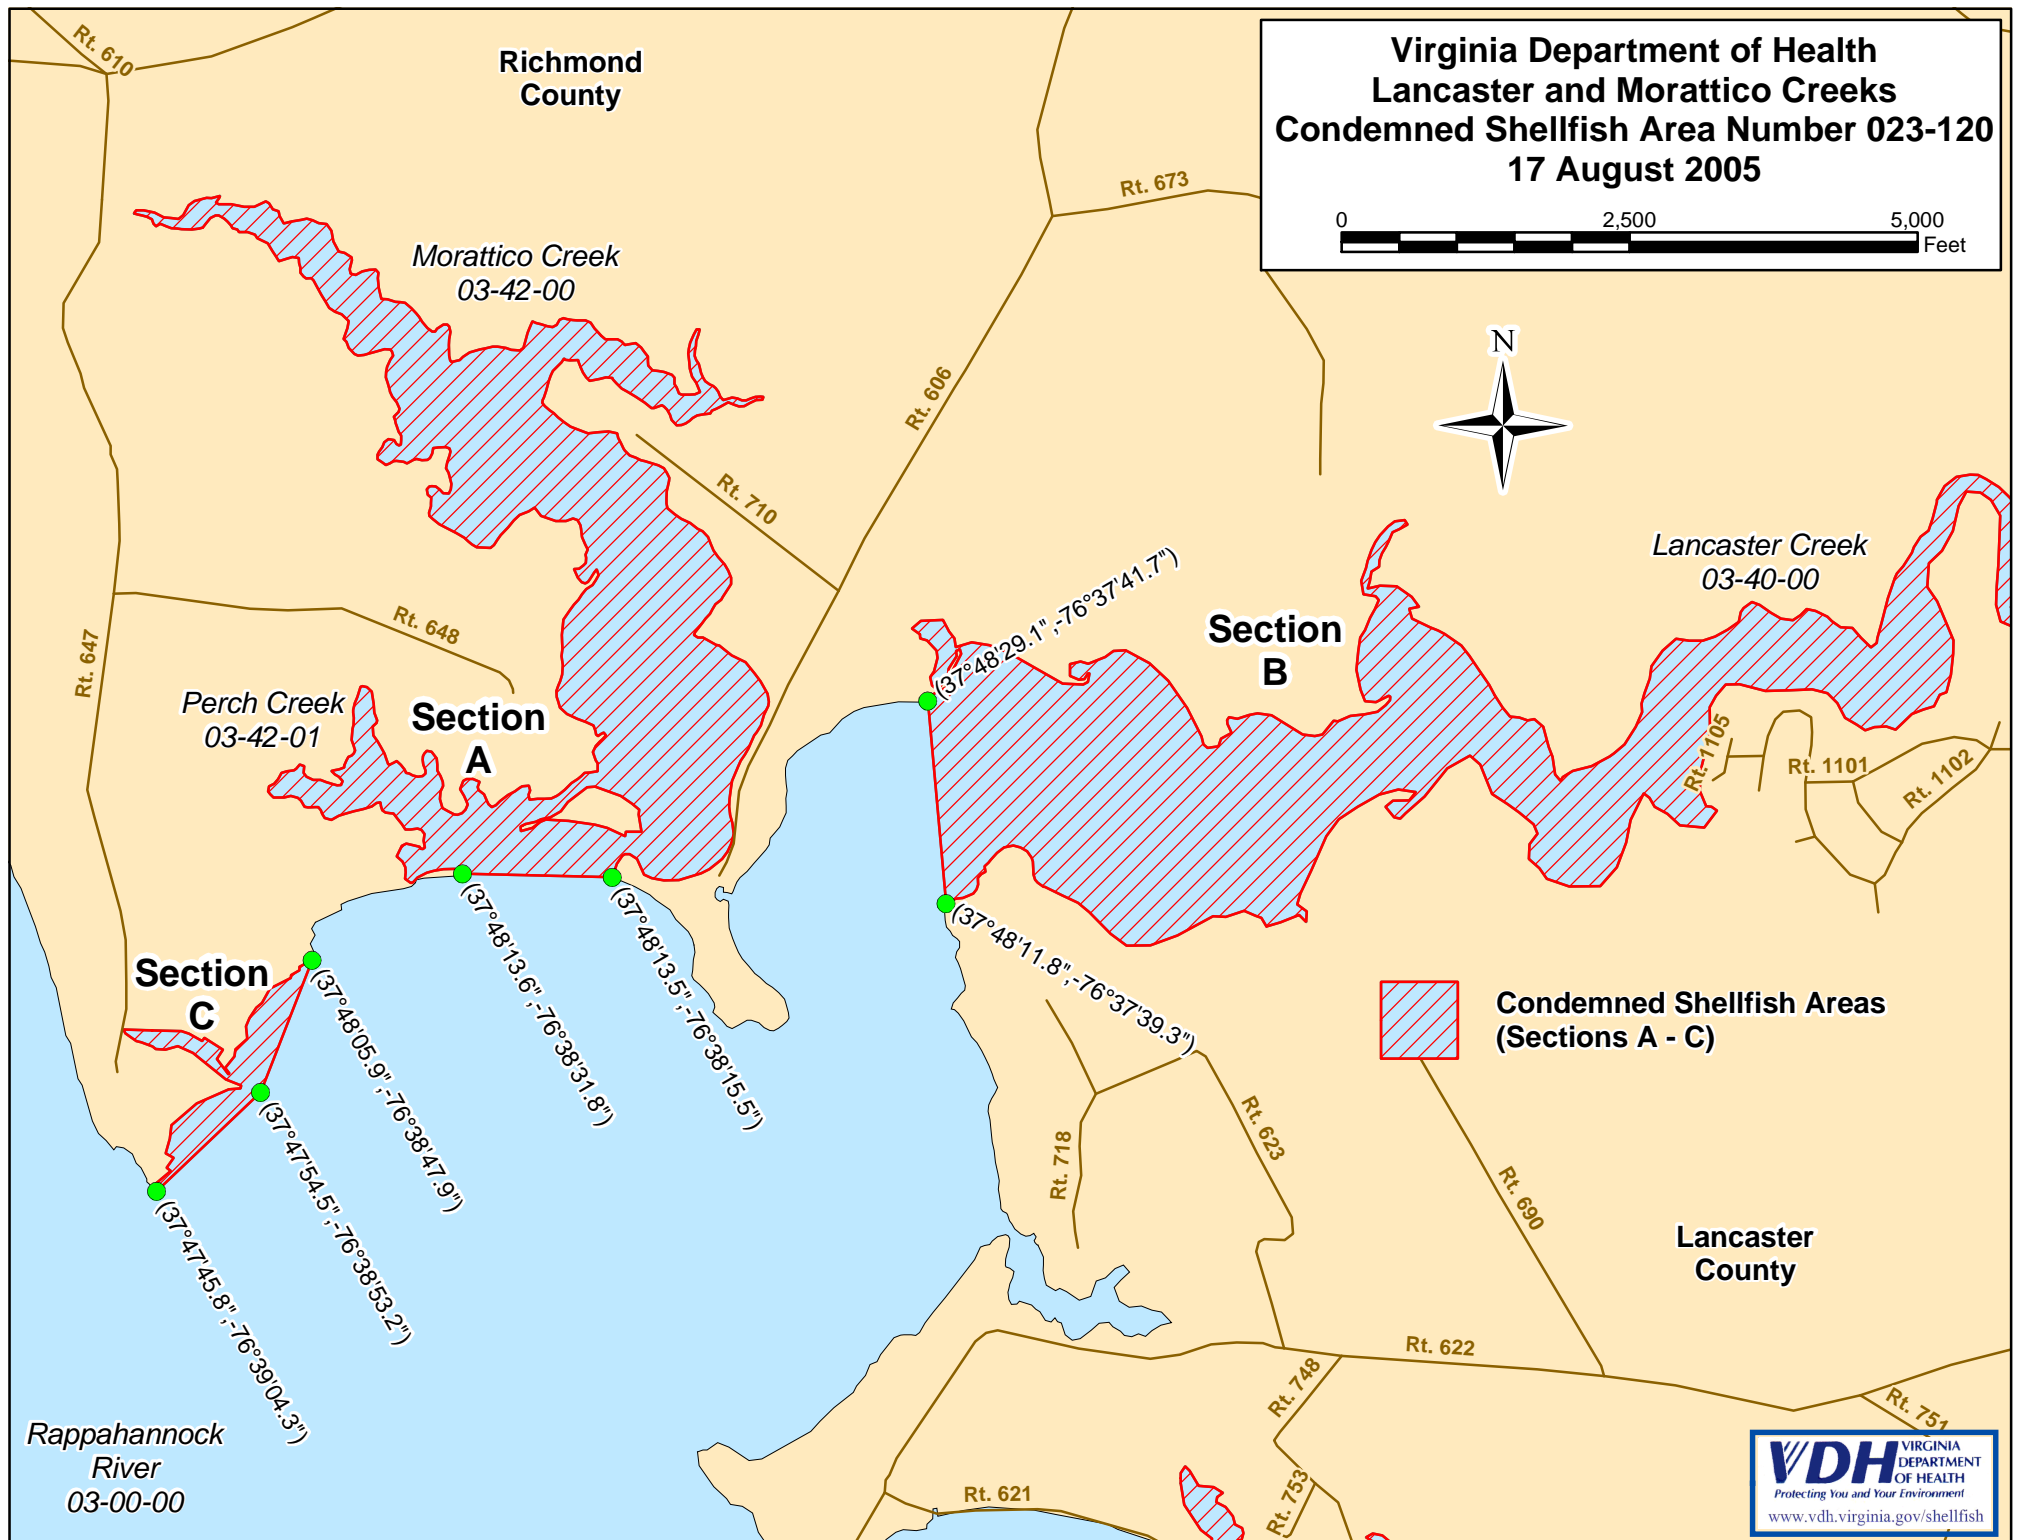 Virginia Department of Health
Lancaster and Morattico Creeks
Condemned Shellfish Area Number 023-120
17 August 2005
0 2,500 5,000
Feet
Rt. 610
Richmond
County
Rt. 673
Morattico Creek
03-42-00
N
Rt. 606
Rt. 710
Lancaster Creek
03-40-00
(37°48'29.1",-76°37'41.7")
Section
B
Rt. 648
Rt. 647
Perch Creek
03-42-01
Section
A
Rt. 1105
Rt. 1101
Rt. 1102
(37°48'13.6",-76°38'31.8")
(37°48'13.5",-76°38'15.5")
(37°48'11.8",-76°37'39.3")
Section
C
(37°48'05.9",-76°38'47.9")
Condemned Shellfish Areas
(Sections A - C)
(37°47'54.5",-76°38'53.2")
(37°47'45.8",-76°39'04.3")
Rt. 718
Rt. 623
Rt. 690
Lancaster
County
Rt. 622
Rt. 748
Rt. 751
Rappahannock
River
03-00-00
Rt. 621
Rt. 753
VDH VIRGINIA
DEPARTMENT
OF HEALTH
Protecting You and Your Environment
www.vdh.virginia.gov/shellfish